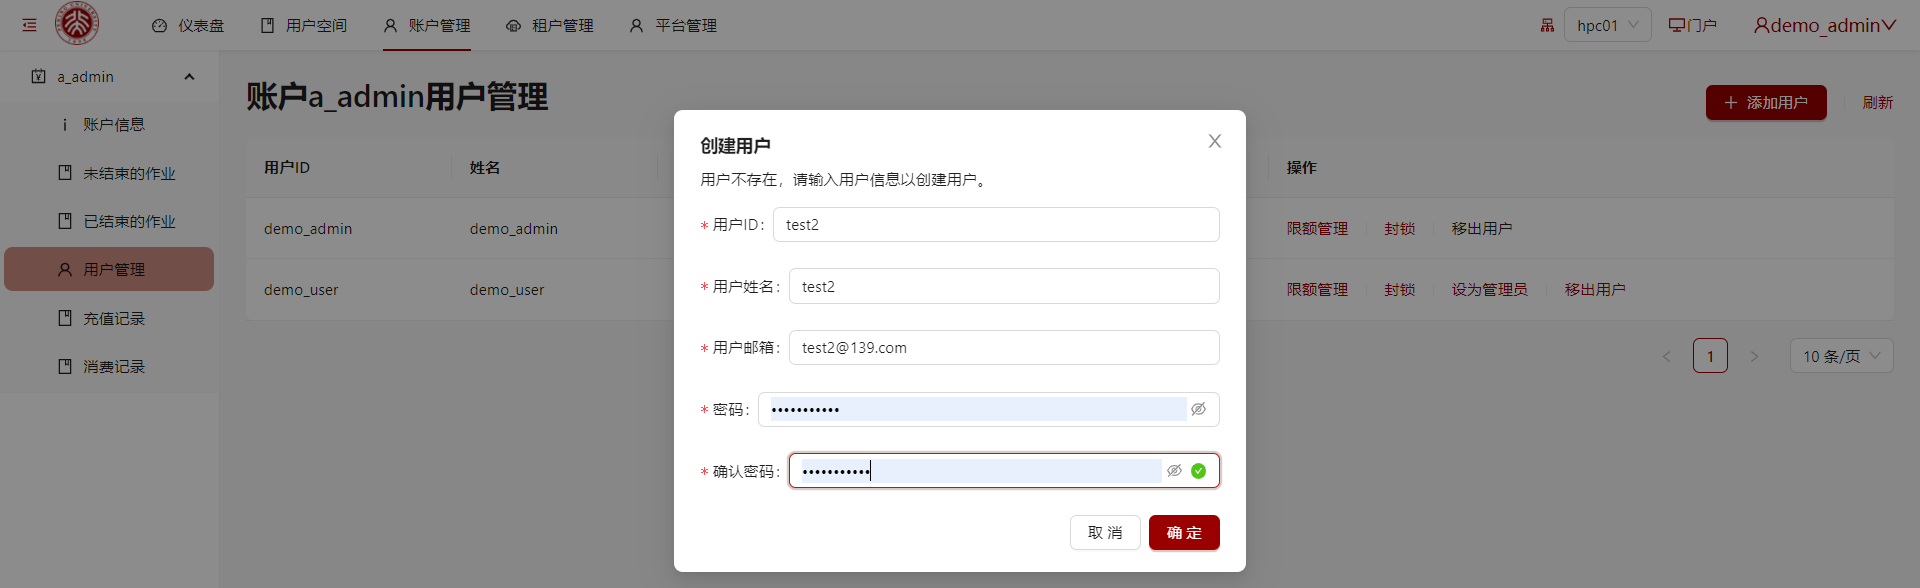 仪表盘 用户空间 账户管理 租户管理 平台管理 hpc01 门户 demo_admin
a_admin
账户信息
未结束的作业
已结束的作业
用户管理
充值记录
消费记录
账户a_admin用户管理
添加用户 刷新
用户ID 姓名 操作
demo_admin demo_admin 限额管理 封锁 移出用户
demo_user demo_user 限额管理 封锁 设为管理员 移出用户
1 10 条/页
创建用户
用户不存在，请输入用户信息以创建用户。
* 用户ID： test2
* 用户姓名： test2
* 用户邮箱： test2@139.com
* 密码： •••••••••••
* 确认密码： •••••••••••
取 消 确 定